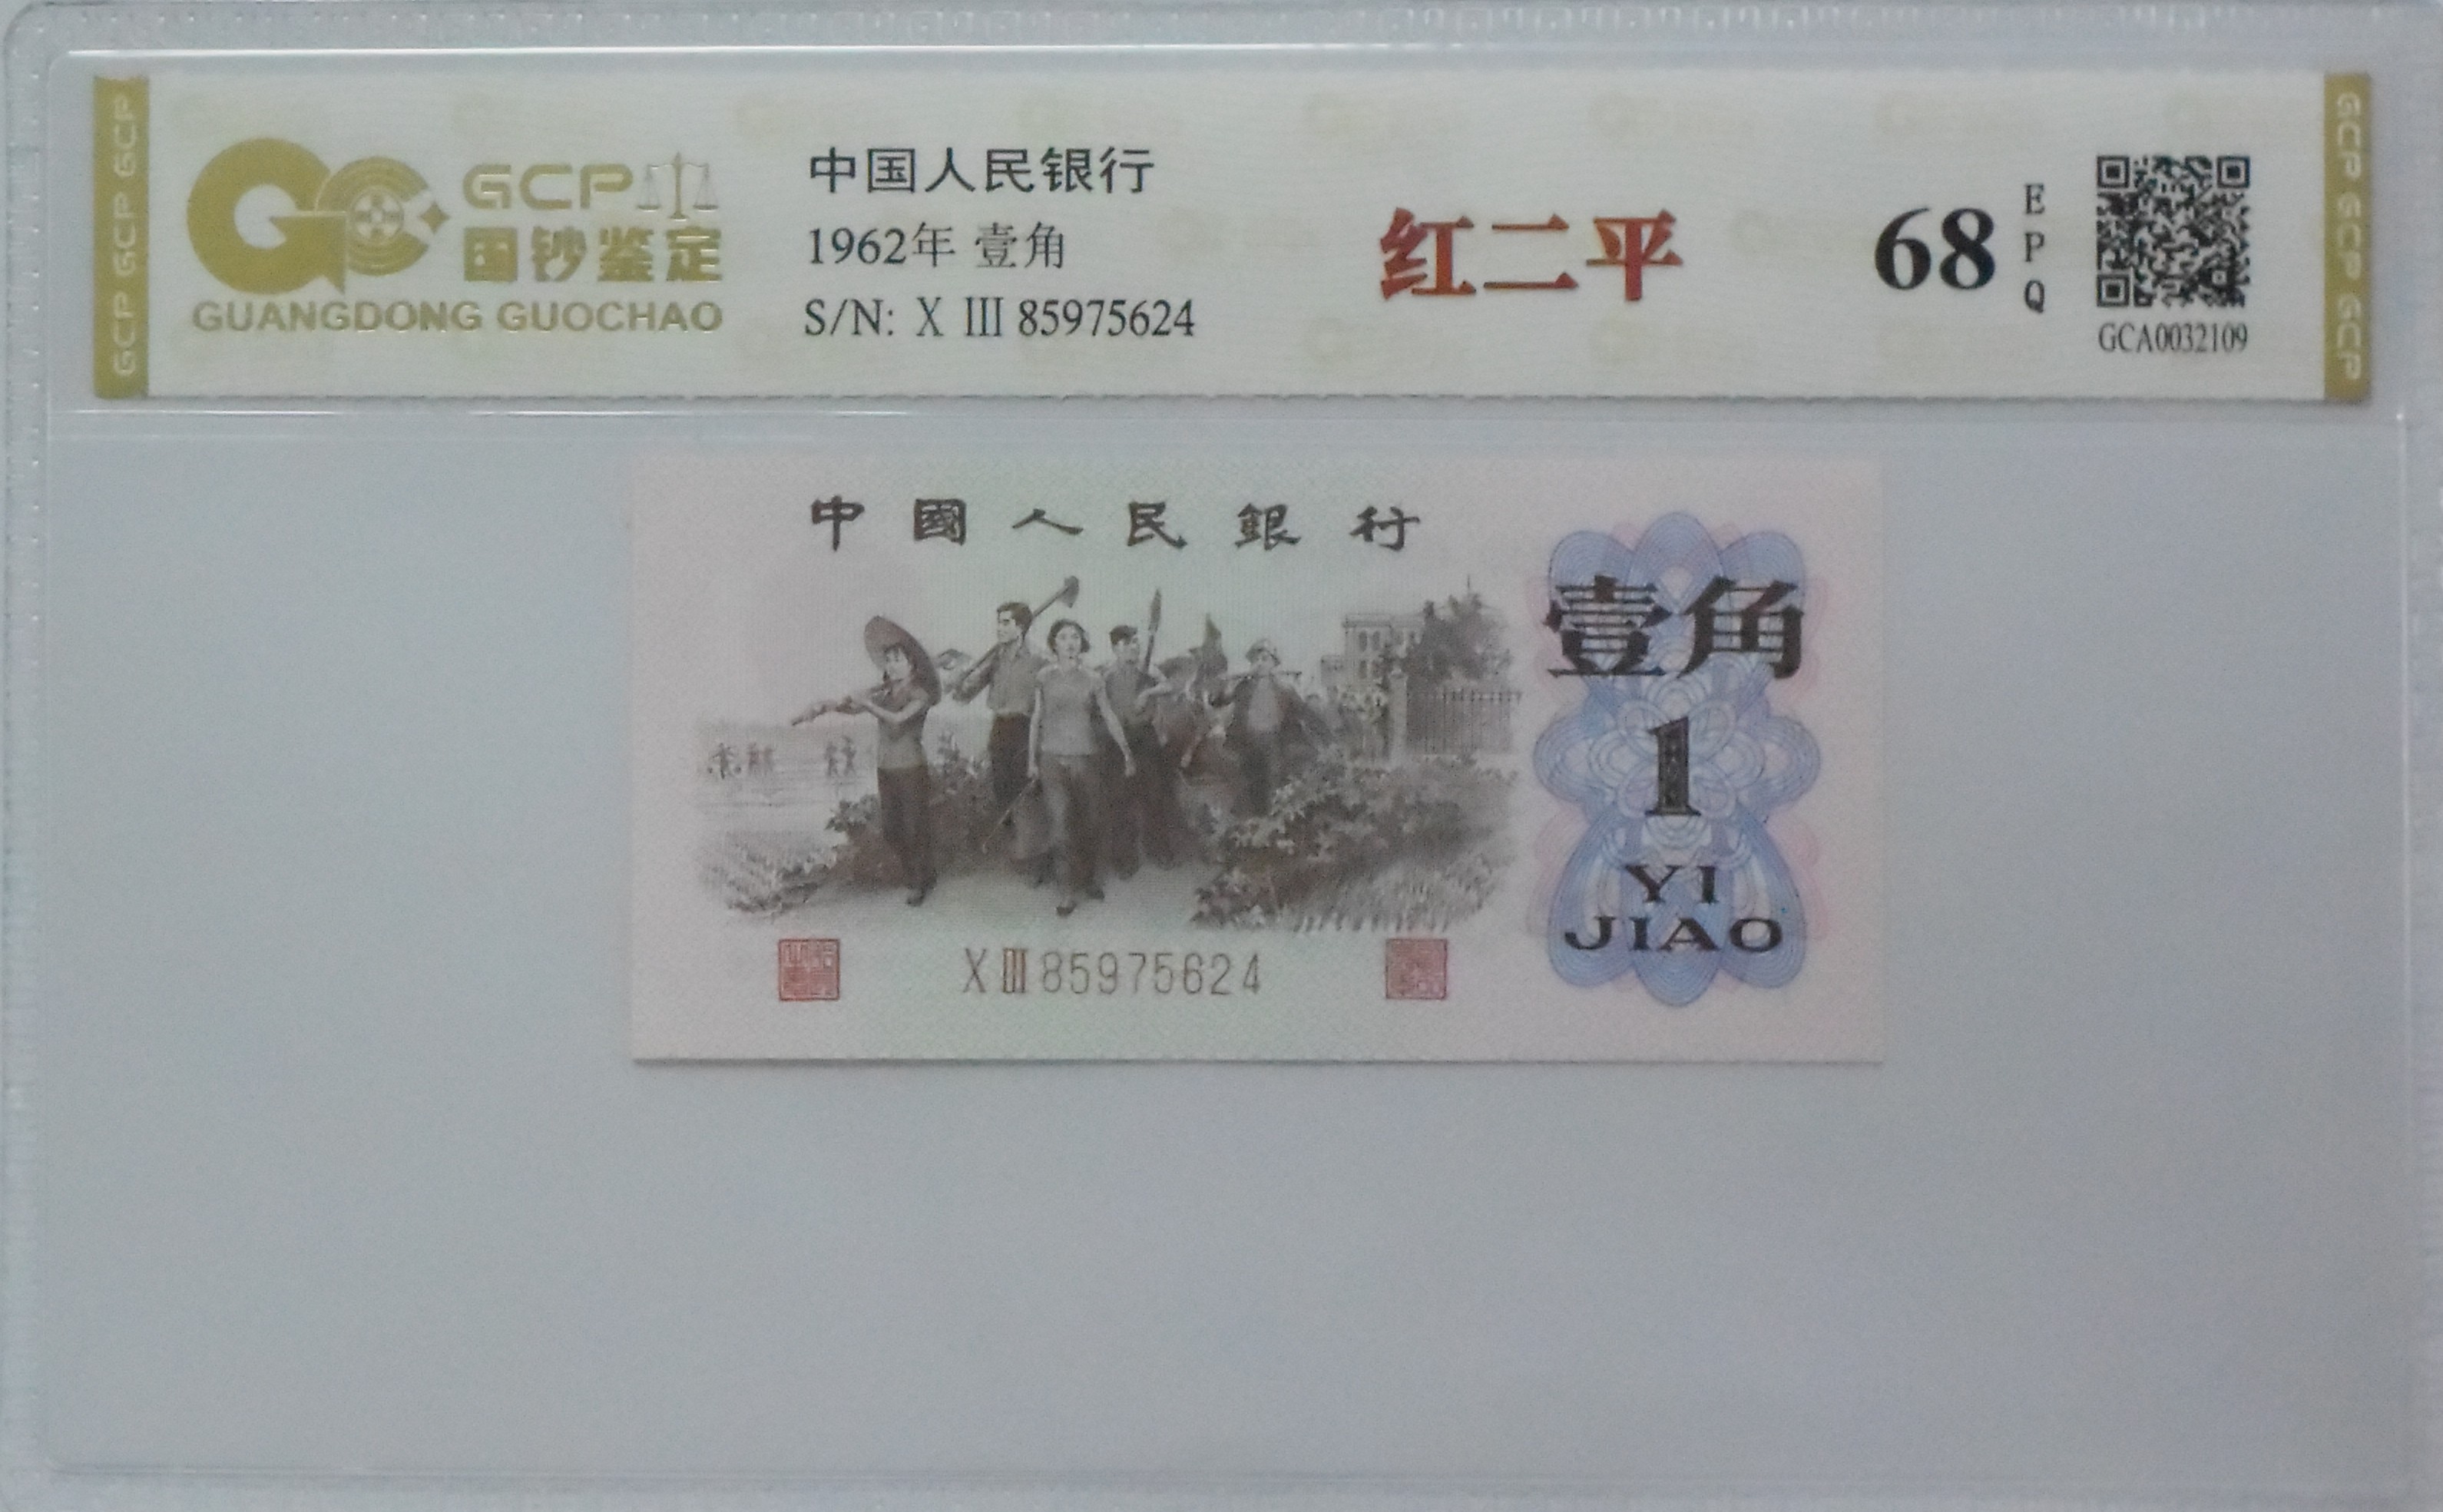 GCP GCP GCP
GCP
国钞鉴定
GUANGDONG GUOCHAO
中国人民银行
1962年 壹角
S/N: X III 85975624
红二平
68
EPQ
GCA0032109
GCP GCP GCP
中國人民銀行
壹角
1
YI
JIAO
X III 85975624